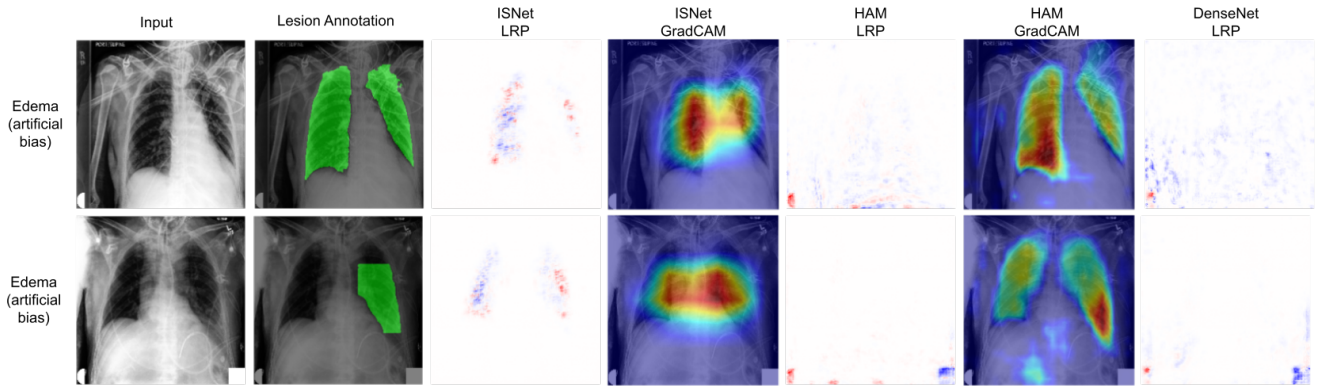 Input
Lesion Annotation
ISNet
LRP
ISNet
GradCAM
HAM
LRP
HAM
GradCAM
DenseNet
LRP
Edema
(artificial
bias)
Edema
(artificial
bias)